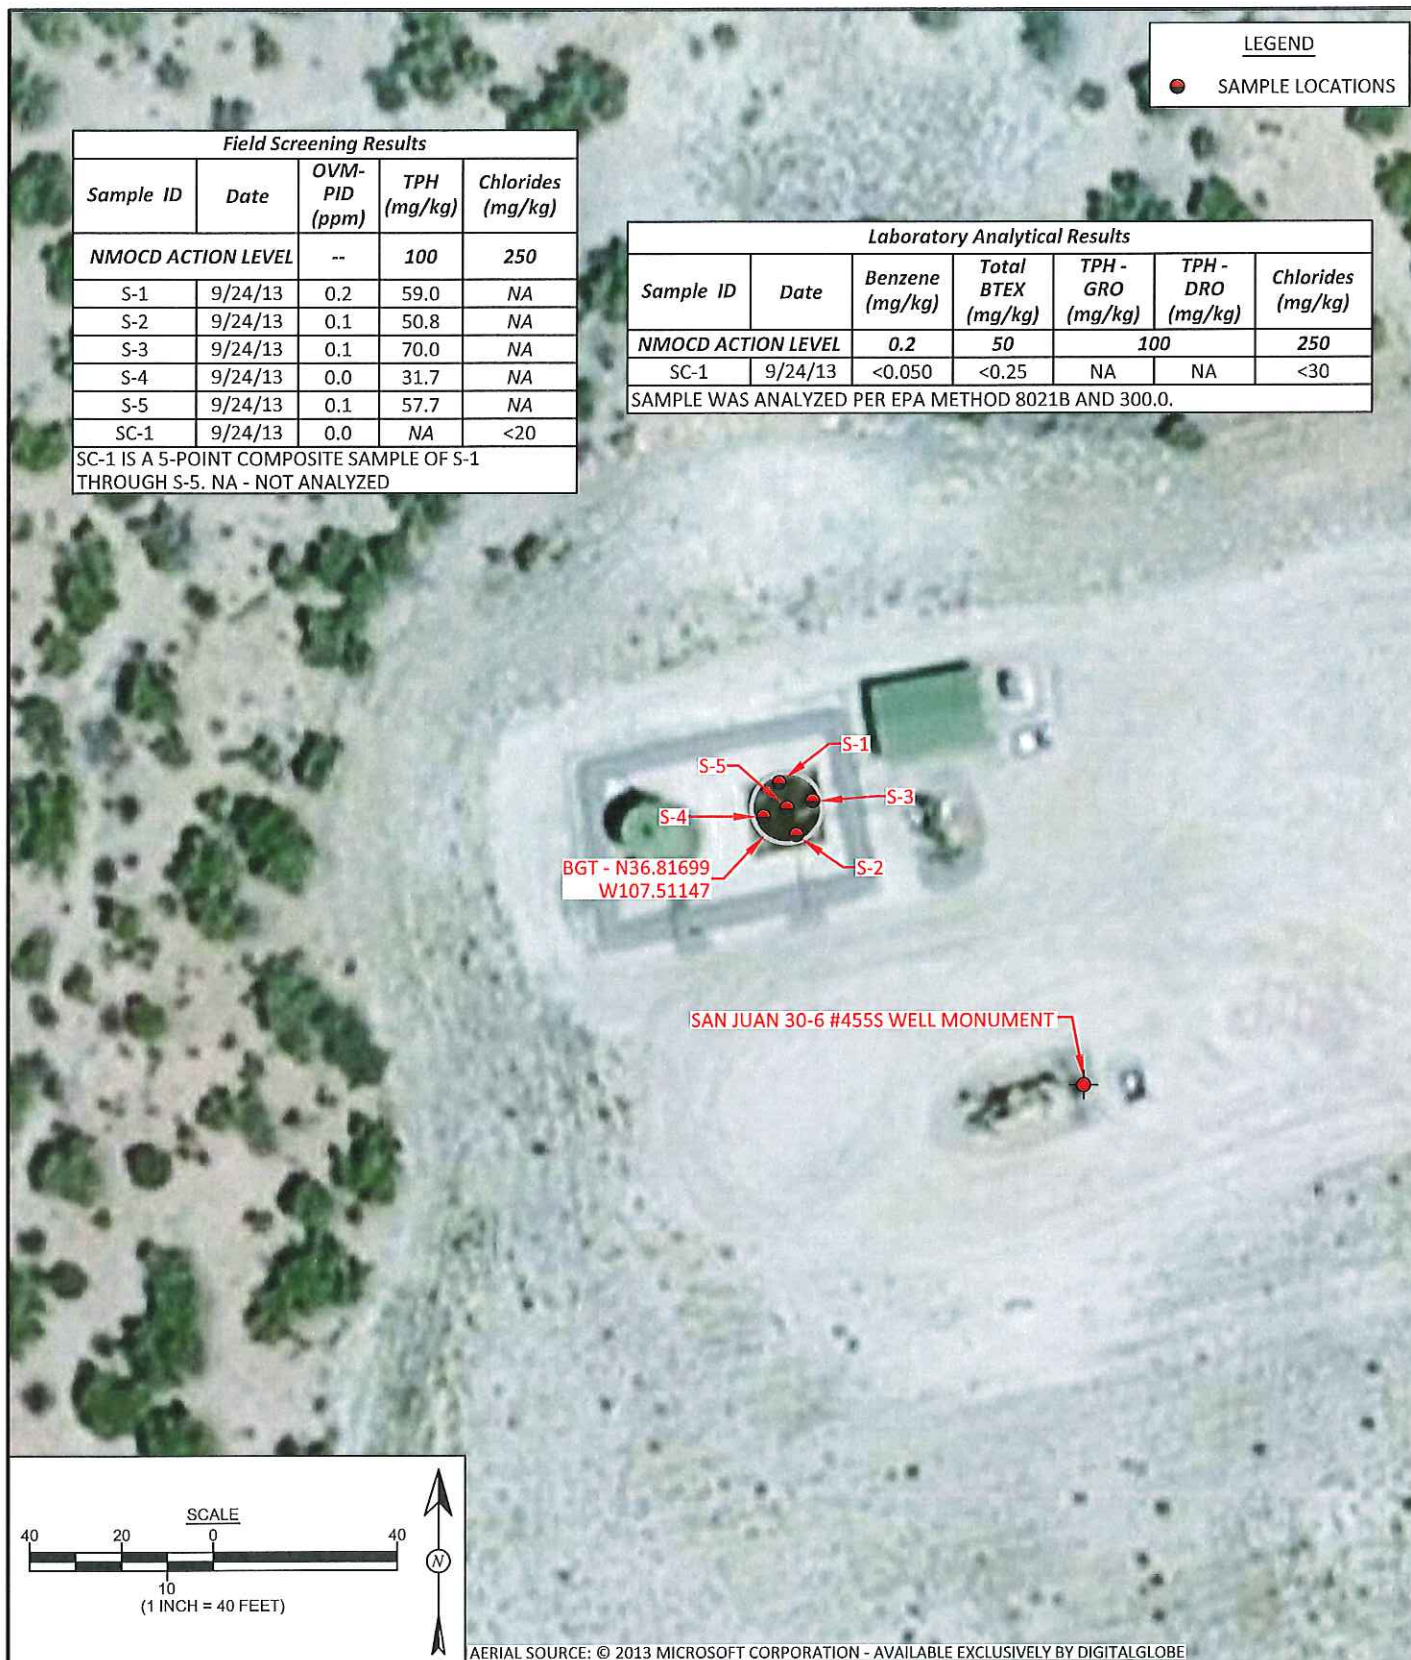 LEGEND
SAMPLE LOCATIONS
Field Screening Results
Sample ID Date OVM-PID (ppm) TPH (mg/kg) Chlorides (mg/kg)
NMOCD ACTION LEVEL -- 100 250
S-1 9/24/13 0.2 59.0 NA
S-2 9/24/13 0.1 50.8 NA
S-3 9/24/13 0.1 70.0 NA
S-4 9/24/13 0.0 31.7 NA
S-5 9/24/13 0.1 57.7 NA
SC-1 9/24/13 0.0 NA <20
SC-1 IS A 5-POINT COMPOSITE SAMPLE OF S-1
THROUGH S-5. NA - NOT ANALYZED
Laboratory Analytical Results
Sample ID Date Benzene (mg/kg) Total BTEX (mg/kg) TPH - GRO (mg/kg) TPH - DRO (mg/kg) Chlorides (mg/kg)
NMOCD ACTION LEVEL 0.2 50 100 250
SC-1 9/24/13 <0.050 <0.25 NA NA <30
SAMPLE WAS ANALYZED PER EPA METHOD 8021B AND 300.0.
S-1
S-5
S-3
S-4
S-2
BGT - N36.81699
W107.51147
SAN JUAN 30-6 #455S WELL MONUMENT
SCALE
40 20 0 40
10
(1 INCH = 40 FEET)
N
AERIAL SOURCE: © 2013 MICROSOFT CORPORATION - AVAILABLE EXCLUSIVELY BY DIGITALGLOBE